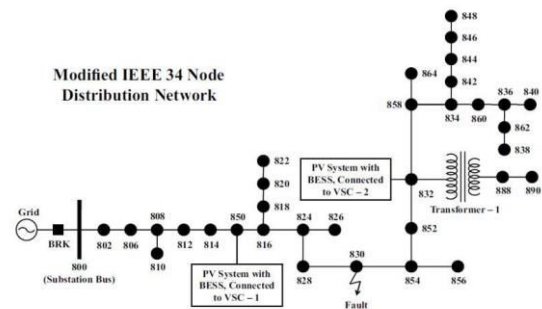 Modified IEEE 34 Node
Distribution Network
848
846
844
842
864
858
834
860
836
840
862
838
822
820
818
PV System with
BESS, Connected
to VSC – 2
832
888
890
Transformer – 1
Grid
BRK
800
(Substation Bus)
802
806
808
810
812
814
850
816
824
826
852
PV System with
BESS, Connected
to VSC – 1
828
830
Fault
854
856